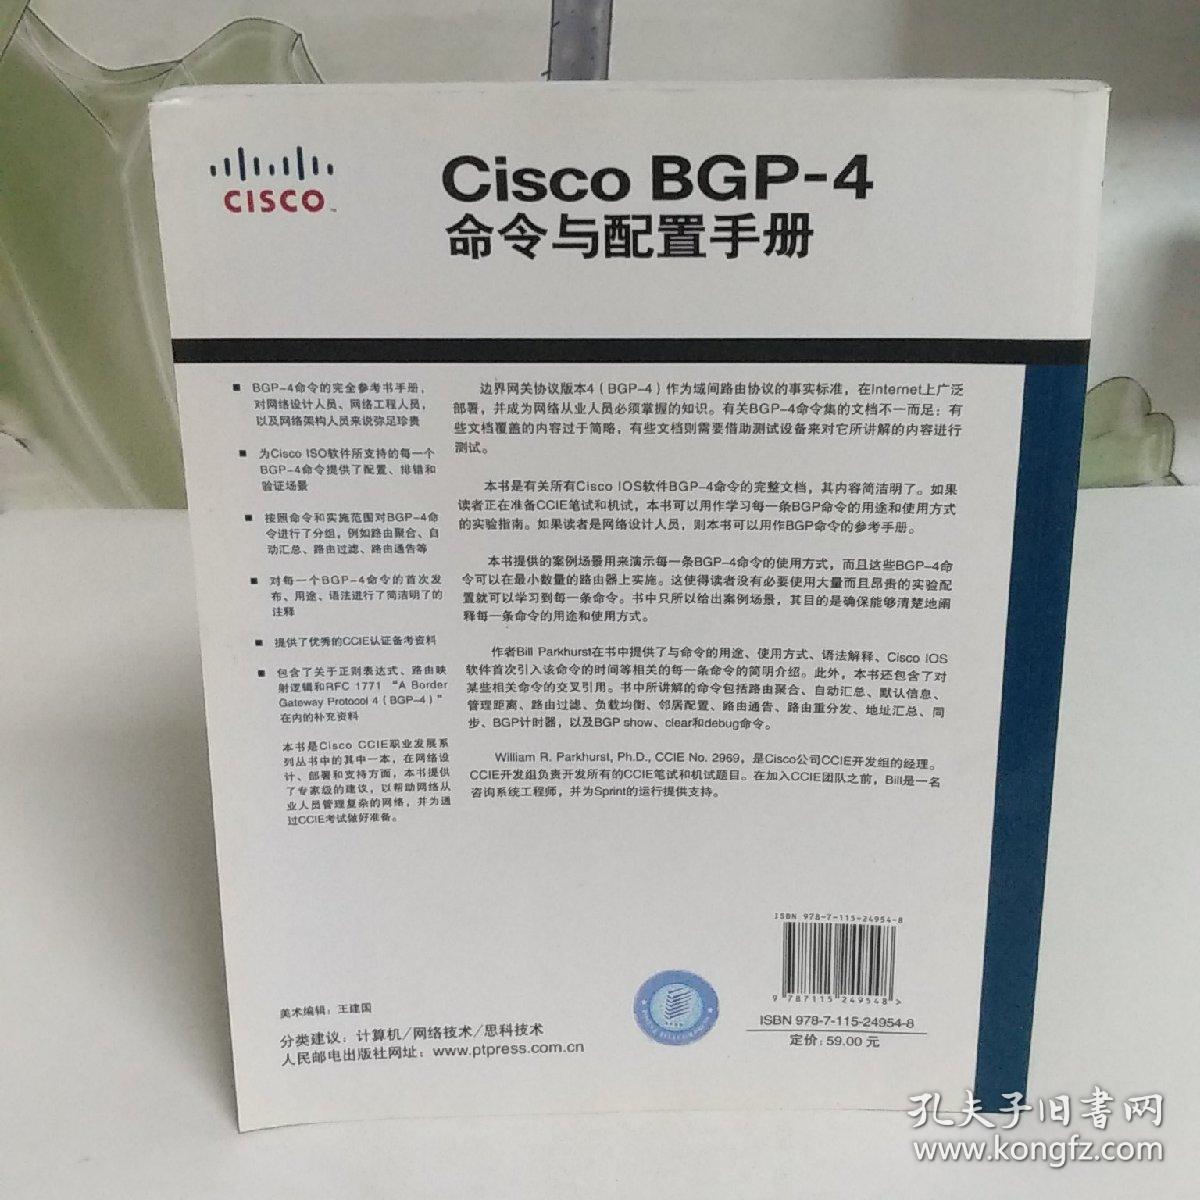 CISCO
Cisco BGP-4
命令与配置手册
■ BGP-4命令的完全参考书手册，
对网络设计人员、网络工程人员，
以及网络架构人员来说弥足珍贵
■ 为Cisco ISO软件所支持的每一个
BGP-4命令提供了配置、排错和
验证场景
■ 按照命令和实施范围对BGP-4命
令进行了分组，例如路由聚合、自
动汇总、路由过滤、路由通告等
■ 对每一个BGP-4命令的首次发
布、用途、语法进行了简洁明了的
注释
■ 提供了优秀的CCIE认证备考资料
■ 包含了关于正则表达式、路由映
射逻辑和RFC 1771 “A Border
Gateway Protocol 4（BGP-4）”
在内的补充资料
本书是Cisco CCIE职业发展系
列丛书中的其中一本，在网络设
计、部署和支持方面，本书提供
了专家级的建议，以帮助网络从
业人员管理复杂的网络，并为通
过CCIE考试做好准备。
边界网关协议版本4（BGP-4）作为域间路由协议的事实标准，在Internet上广泛
部署，并成为网络从业人员必须掌握的知识。有关BGP-4命令集的文档不一而足：有
些文档覆盖的内容过于简略，有些文档则需要借助测试设备来对它所讲解的内容进行
测试。
本书是有关所有Cisco IOS软件BGP-4命令的完整文档，其内容简洁明了。如果
读者正在准备CCIE笔试和机试，本书可以用作学习每一条BGP命令的用途和使用方式
的实验指南。如果读者是网络设计人员，则本书可以用作BGP命令的参考手册。
本书提供的案例场景用来演示每一条BGP-4命令的使用方式，而且这些BGP-4命
令可以在最小数量的路由器上实施。这使得读者没有必要使用大量而且昂贵的实验配
置就可以学习到每一条命令。书中只所以给出案例场景，其目的是确保能够清楚地阐
释每一条命令的用途和使用方式。
作者Bill Parkhurst在书中提供了与命令的用途、使用方式、语法解释、Cisco IOS
软件首次引入该命令的时间等相关的每一条命令的简明介绍。此外，本书还包含了对
某些相关命令的交叉引用。书中所讲解的命令包括路由聚合、自动汇总、默认信息、
管理距离、路由过滤、负载均衡、邻居配置、路由通告、路由重分发、地址汇总、同
步、BGP计时器，以及BGP show、clear和debug命令。
William R. Parkhurst, Ph.D., CCIE No. 2969，是Cisco公司CCIE开发组的经理。
CCIE开发组负责开发所有的CCIE笔试和机试题目。在加入CCIE团队之前，Bill是一名
咨询系统工程师，并为Sprint的运行提供支持。
ISBN 978-7-115-24954-8
9 787115 249548 >
ISBN 978-7-115-24954-8
定价：59.00 元
美术编辑：王建国
分类建议：计算机／网络技术／思科技术
人民邮电出版社网址：www.ptpress.com.cn
孔夫子旧书网
www.kongfz.com